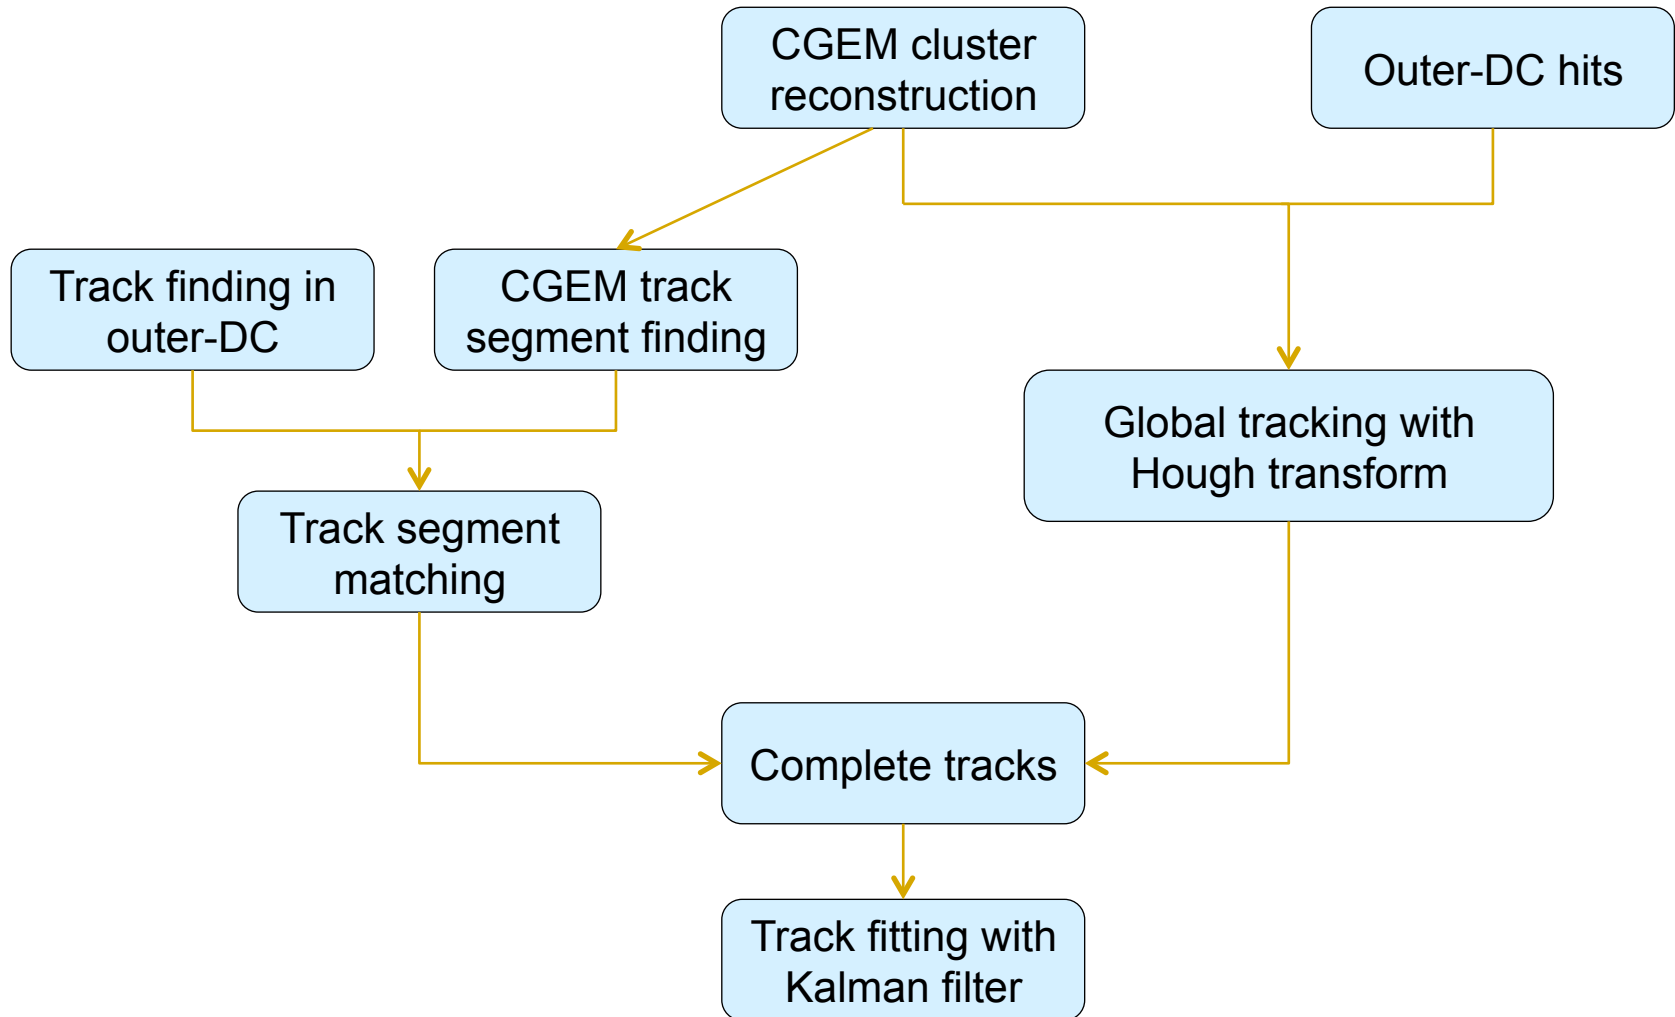 CGEM cluster
reconstruction
Outer-DC hits
Track finding in
outer-DC
CGEM track
segment finding
Global tracking with
Hough transform
Track segment
matching
Complete tracks
Track fitting with
Kalman filter